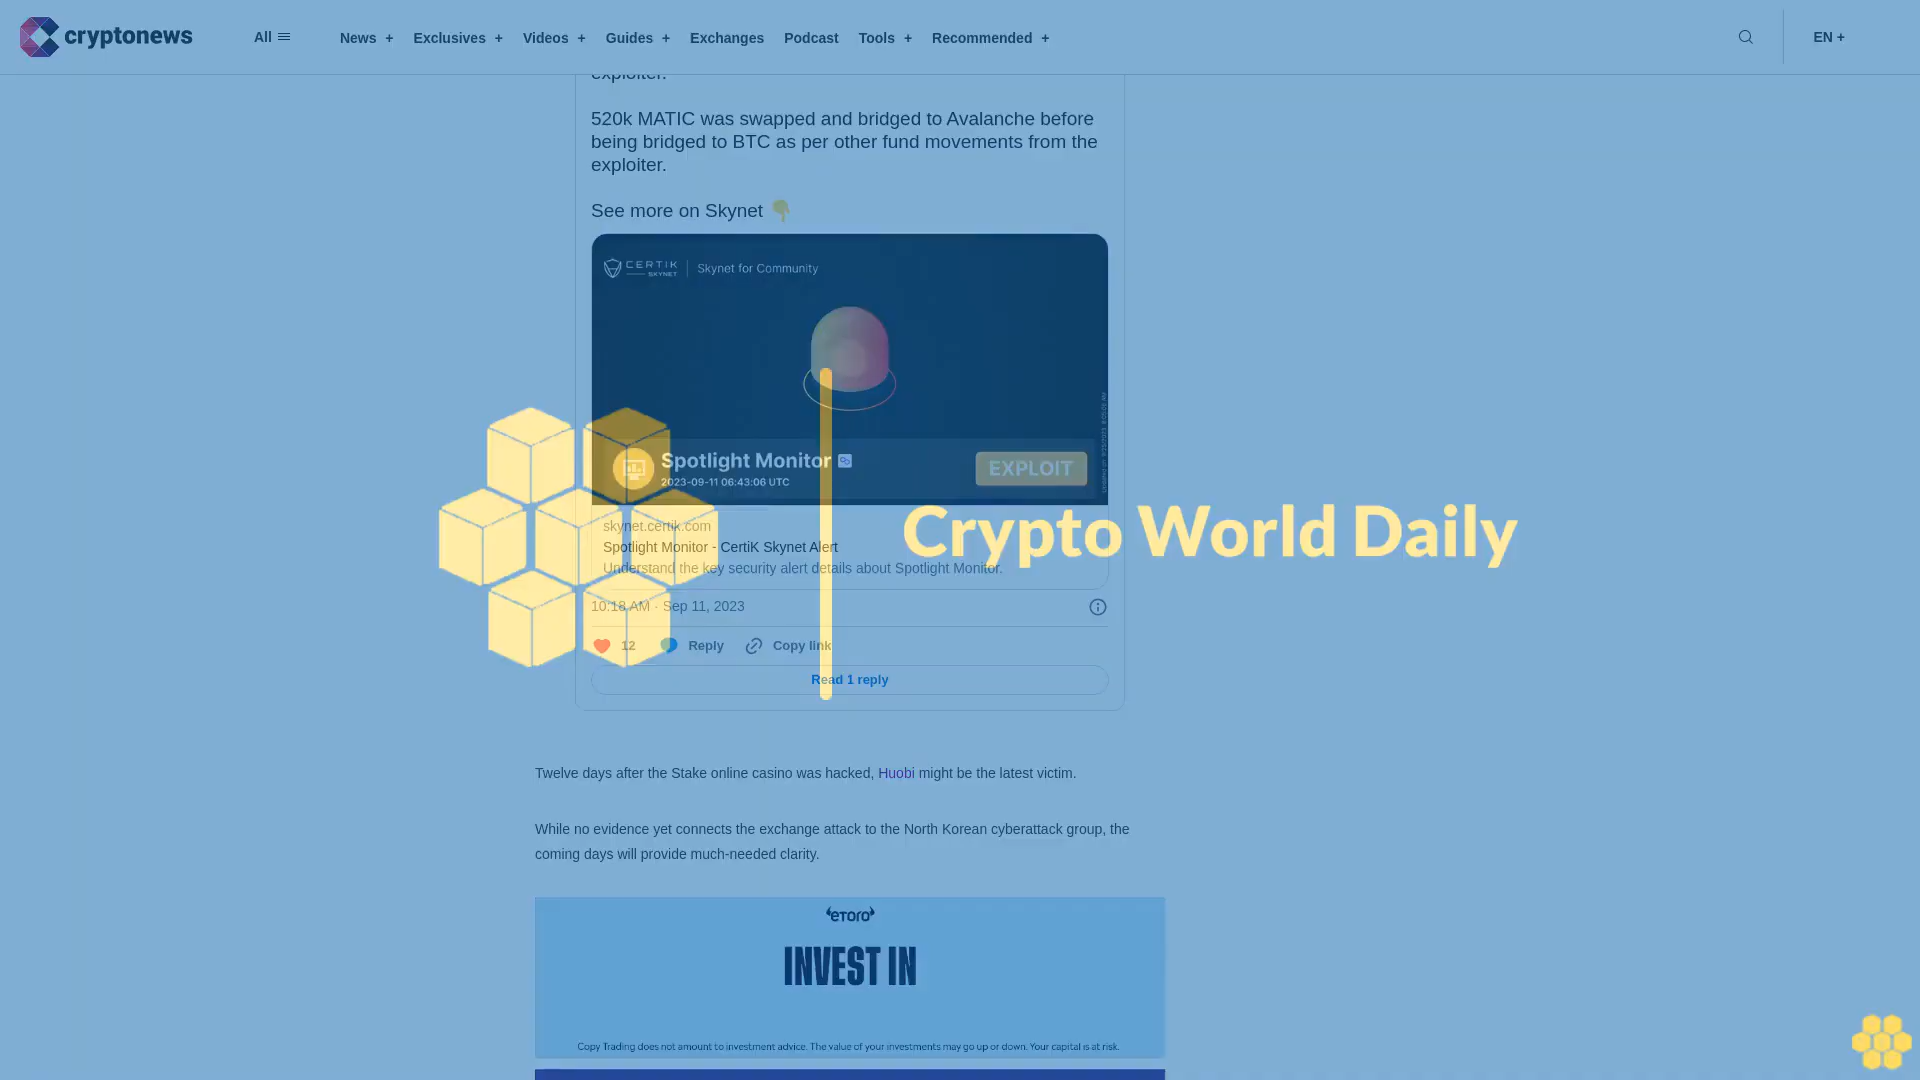 cryptonews
All
News + Exclusives + Videos + Guides + Exchanges Podcast Tools + Recommended +
EN +
exploiter.
520k MATIC was swapped and bridged to Avalanche before
being bridged to BTC as per other fund movements from the
exploiter.
See more on Skynet 👇
CERTIK SKYNET | Skynet for Community
Spotlight Monitor
2023-09-11 06:43:06 UTC
EXPLOIT
skynet.certik.com
Spotlight Monitor - CertiK Skynet Alert
Understand the key security alert details about Spotlight Monitor.
Crypto World Daily
10:18 AM · Sep 11, 2023
12 Reply Copy link
Read 1 reply
Twelve days after the Stake online casino was hacked, Huobi might be the latest victim.
While no evidence yet connects the exchange attack to the North Korean cyberattack group, the
coming days will provide much-needed clarity.
eToro
INVEST IN
Copy Trading does not amount to investment advice. The value of your investments may go up or down. Your capital is at risk.